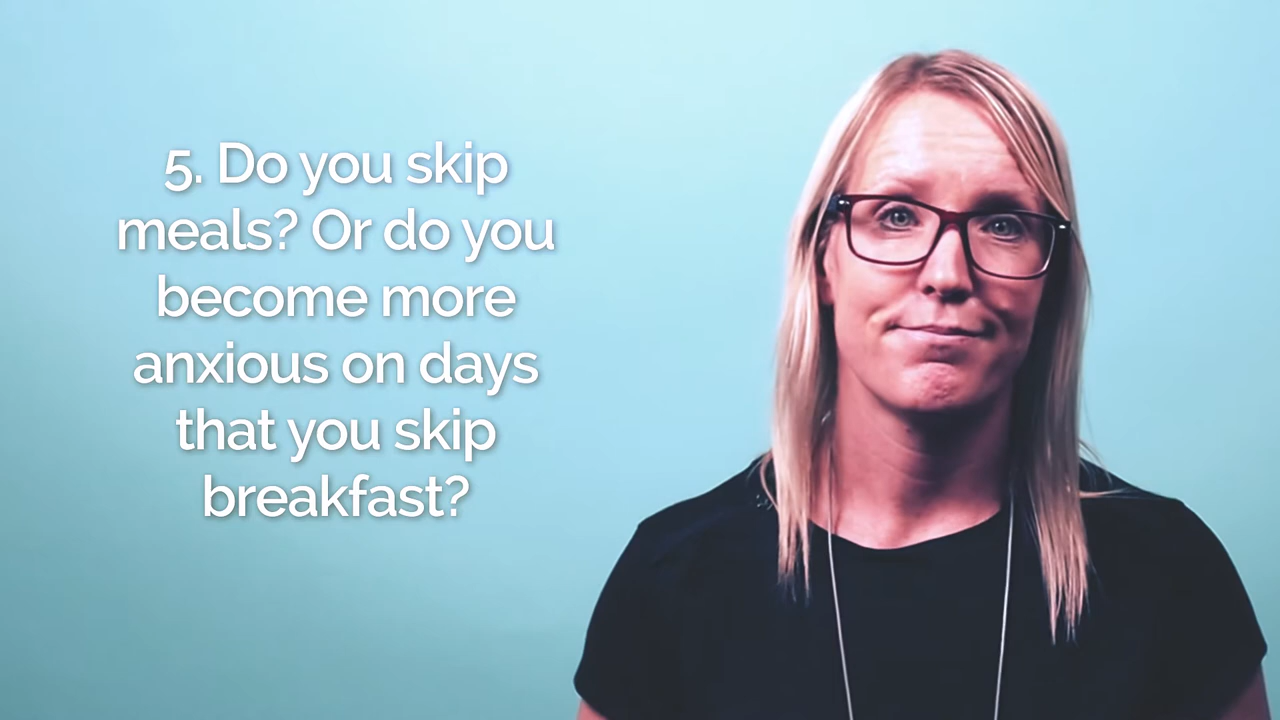 5. Do you skip
meals? Or do you
become more
anxious on days
that you skip
breakfast?